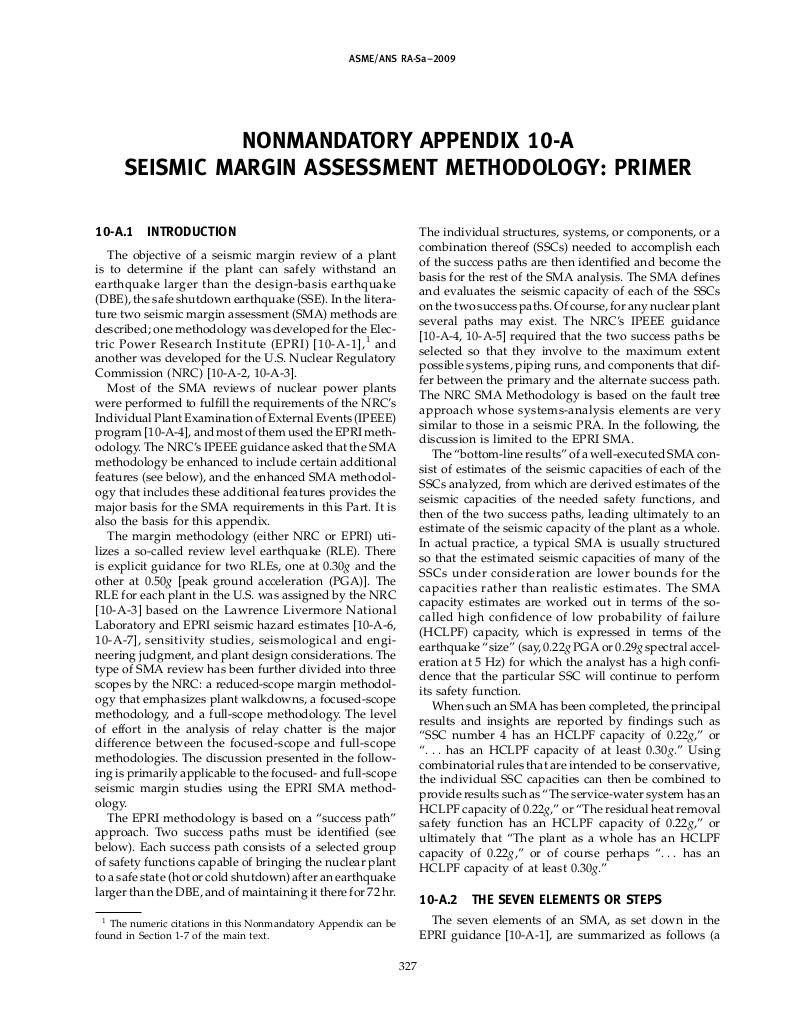 ASME/ANS RA-Sa–2009
NONMANDATORY APPENDIX 10-A
SEISMIC MARGIN ASSESSMENT METHODOLOGY: PRIMER
10-A.1 INTRODUCTION
The objective of a seismic margin review of a plant
is to determine if the plant can safely withstand an
earthquake larger than the design-basis earthquake
(DBE), the safe shutdown earthquake (SSE). In the litera-
ture two seismic margin assessment (SMA) methods are
described; one methodology was developed for the Elec-
tric Power Research Institute (EPRI) [10-A-1],1 and
another was developed for the U.S. Nuclear Regulatory
Commission (NRC) [10-A-2, 10-A-3].
Most of the SMA reviews of nuclear power plants
were performed to fulfill the requirements of the NRC's
Individual Plant Examination of External Events (IPEEE)
program [10-A-4], and most of them used the EPRI meth-
odology. The NRC's IPEEE guidance asked that the SMA
methodology be enhanced to include certain additional
features (see below), and the enhanced SMA methodol-
ogy that includes these additional features provides the
major basis for the SMA requirements in this Part. It is
also the basis for this appendix.
The margin methodology (either NRC or EPRI) uti-
lizes a so-called review level earthquake (RLE). There
is explicit guidance for two RLEs, one at 0.30g and the
other at 0.50g [peak ground acceleration (PGA)]. The
RLE for each plant in the U.S. was assigned by the NRC
[10-A-3] based on the Lawrence Livermore National
Laboratory and EPRI seismic hazard estimates [10-A-6,
10-A-7], sensitivity studies, seismological and engi-
neering judgment, and plant design considerations. The
type of SMA review has been further divided into three
scopes by the NRC: a reduced-scope margin methodol-
ogy that emphasizes plant walkdowns, a focused-scope
methodology, and a full-scope methodology. The level
of effort in the analysis of relay chatter is the major
difference between the focused-scope and full-scope
methodologies. The discussion presented in the follow-
ing is primarily applicable to the focused- and full-scope
seismic margin studies using the EPRI SMA method-
ology.
The EPRI methodology is based on a “success path”
approach. Two success paths must be identified (see
below). Each success path consists of a selected group
of safety functions capable of bringing the nuclear plant
to a safe state (hot or cold shutdown) after an earthquake
larger than the DBE, and of maintaining it there for 72 hr.
1 The numeric citations in this Nonmandatory Appendix can be
found in Section 1-7 of the main text.
The individual structures, systems, or components, or a
combination thereof (SSCs) needed to accomplish each
of the success paths are then identified and become the
basis for the rest of the SMA analysis. The SMA defines
and evaluates the seismic capacity of each of the SSCs
on the two success paths. Of course, for any nuclear plant
several paths may exist. The NRC's IPEEE guidance
[10-A-4, 10-A-5] required that the two success paths be
selected so that they involve to the maximum extent
possible systems, piping runs, and components that dif-
fer between the primary and the alternate success path.
The NRC SMA Methodology is based on the fault tree
approach whose systems-analysis elements are very
similar to those in a seismic PRA. In the following, the
discussion is limited to the EPRI SMA.
The “bottom-line results” of a well-executed SMA con-
sist of estimates of the seismic capacities of each of the
SSCs analyzed, from which are derived estimates of the
seismic capacities of the needed safety functions, and
then of the two success paths, leading ultimately to an
estimate of the seismic capacity of the plant as a whole.
In actual practice, a typical SMA is usually structured
so that the estimated seismic capacities of many of the
SSCs under consideration are lower bounds for the
capacities rather than realistic estimates. The SMA
capacity estimates are worked out in terms of the so-
called high confidence of low probability of failure
(HCLPF) capacity, which is expressed in terms of the
earthquake “size” (say, 0.22g PGA or 0.29g spectral accel-
eration at 5 Hz) for which the analyst has a high confi-
dence that the particular SSC will continue to perform
its safety function.
When such an SMA has been completed, the principal
results and insights are reported by findings such as
“SSC number 4 has an HCLPF capacity of 0.22g,” or
“. . . has an HCLPF capacity of at least 0.30g.” Using
combinatorial rules that are intended to be conservative,
the individual SSC capacities can then be combined to
provide results such as “The service-water system has an
HCLPF capacity of 0.22g,” or “The residual heat removal
safety function has an HCLPF capacity of 0.22g,” or
ultimately that “The plant as a whole has an HCLPF
capacity of 0.22g,” or of course perhaps “. . . has an
HCLPF capacity of at least 0.30g.”
10-A.2 THE SEVEN ELEMENTS OR STEPS
The seven elements of an SMA, as set down in the
EPRI guidance [10-A-1], are summarized as follows (a
327